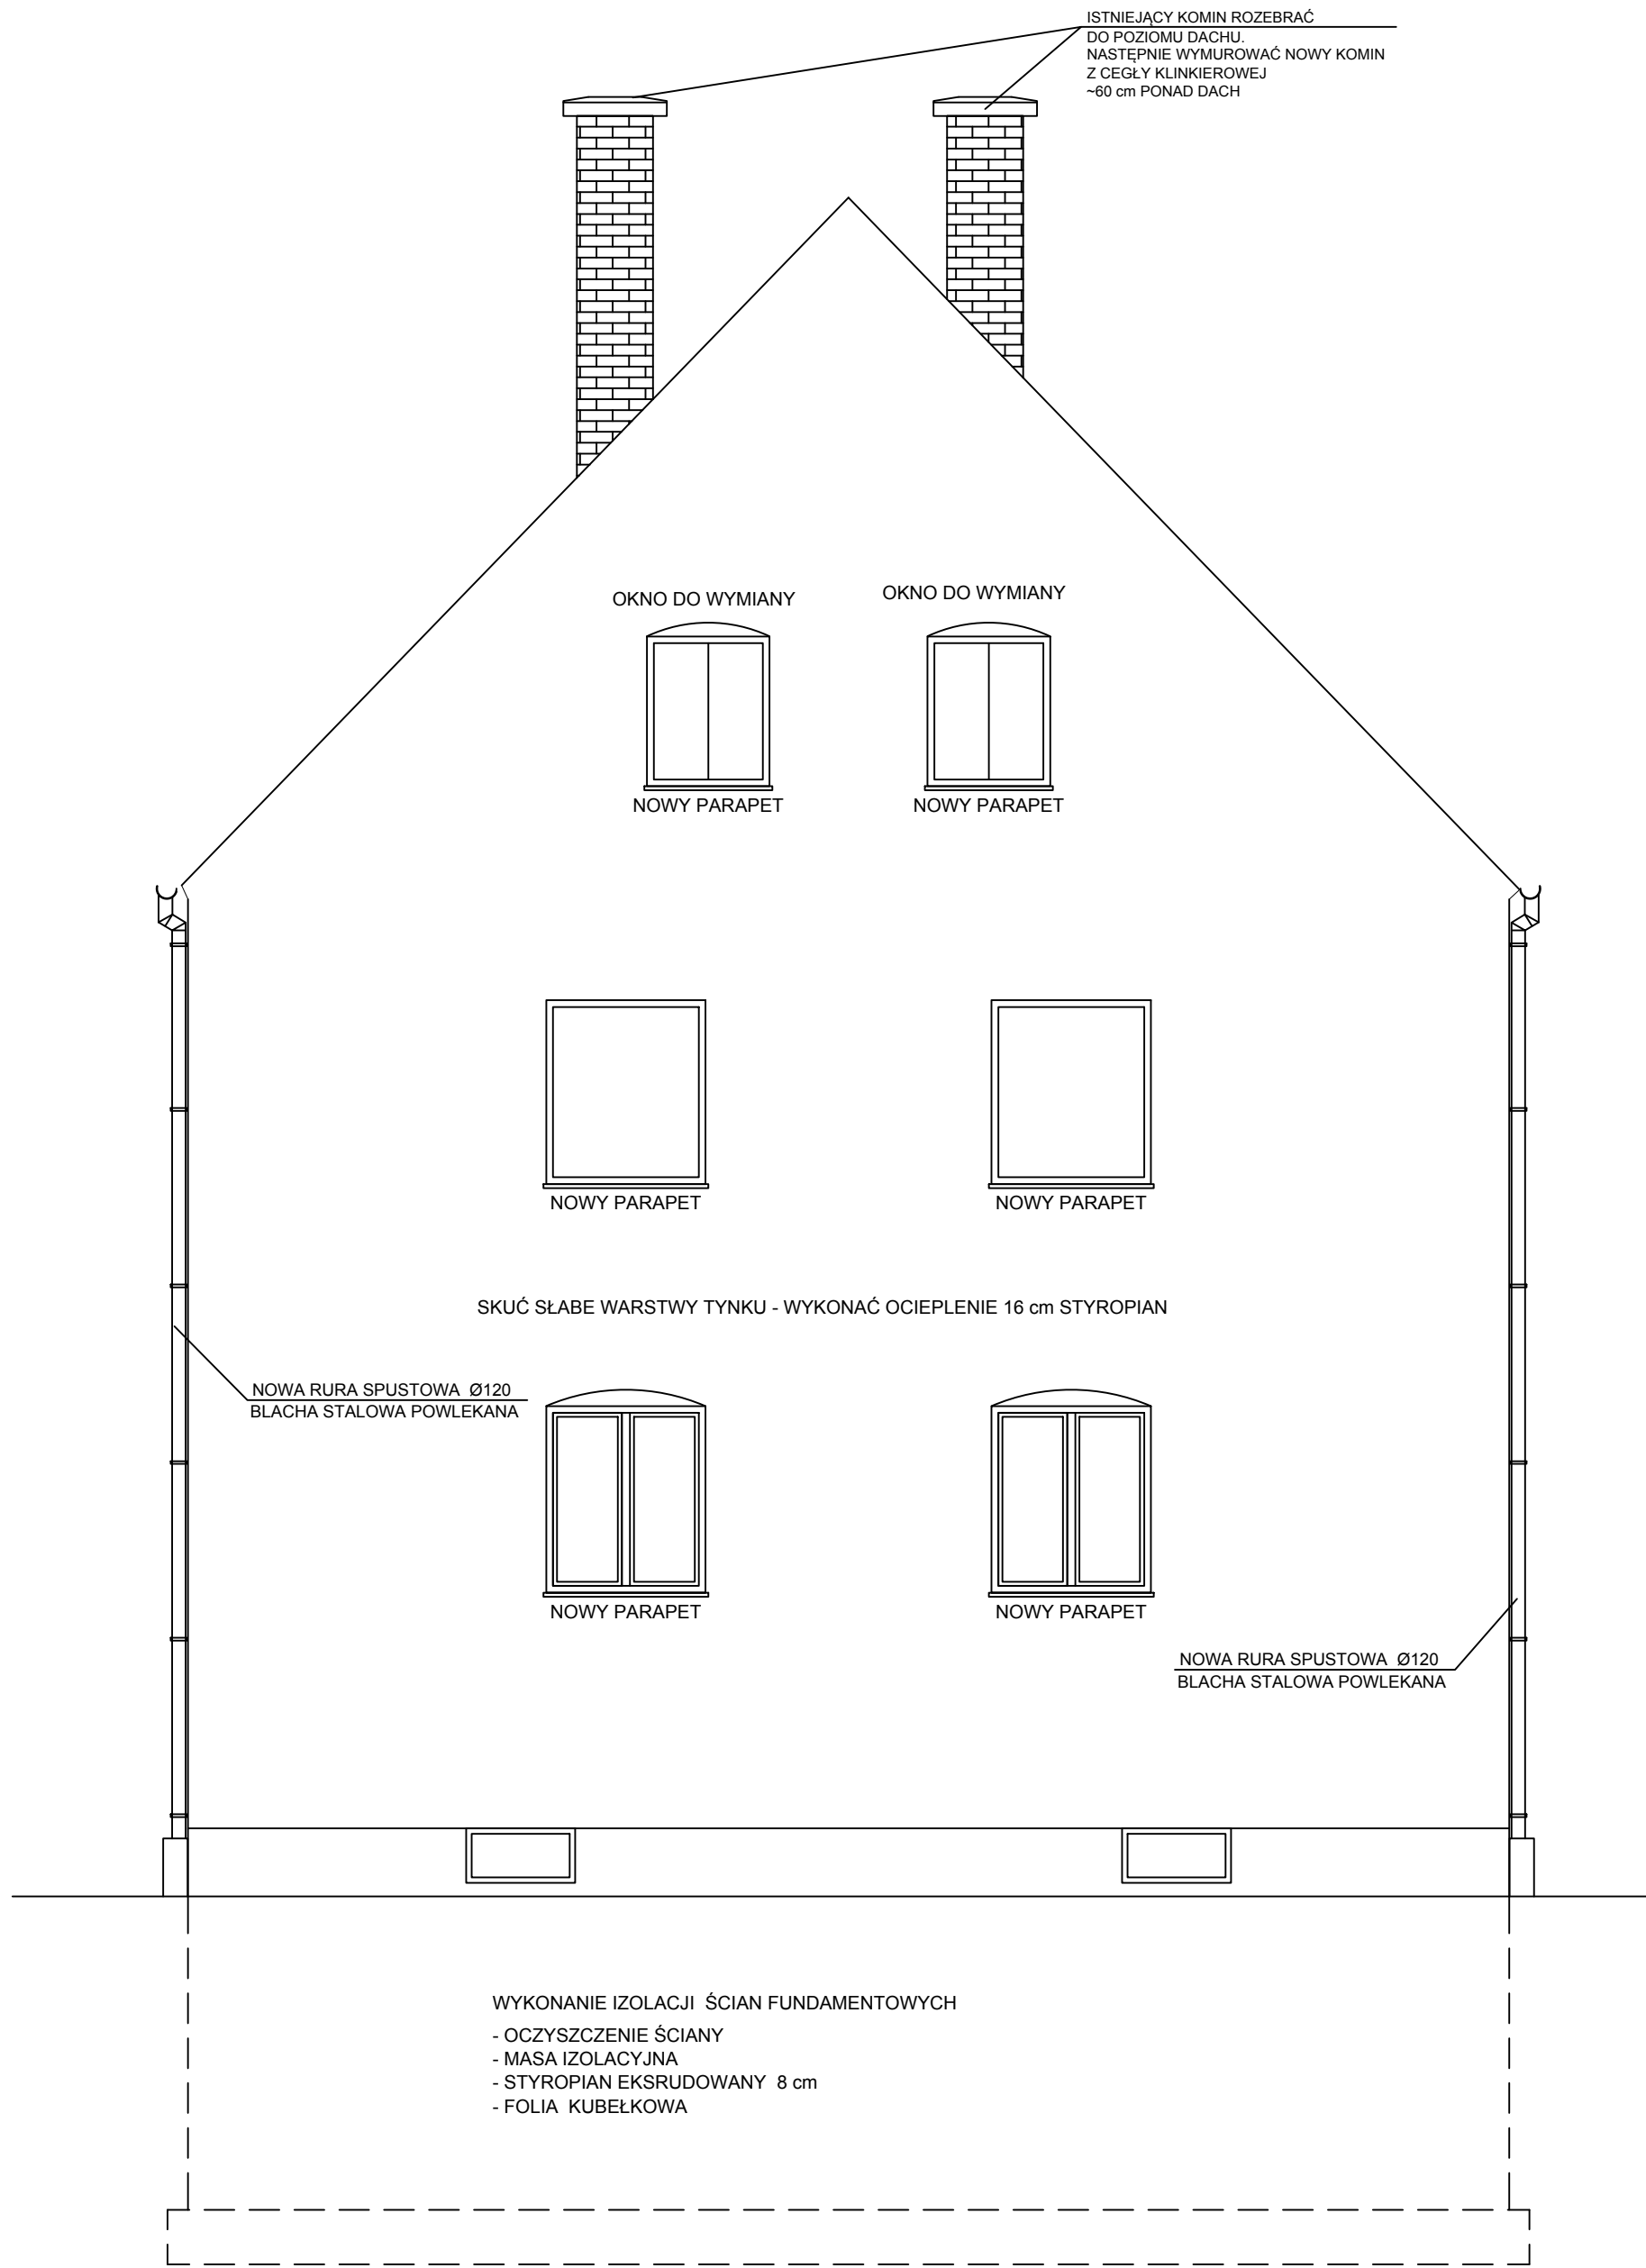 ISTNIEJĄCY KOMIN ROZEBRAĆ
DO POZIOMU DACHU.
NASTĘPNIE WYMUROWAĆ NOWY KOMIN
Z CEGŁY KLINKIEROWEJ
~60 cm PONAD DACH
OKNO DO WYMIANY
OKNO DO WYMIANY
NOWY PARAPET
NOWY PARAPET
NOWY PARAPET
NOWY PARAPET
SKUĆ SŁABE WARSTWY TYNKU - WYKONAĆ OCIEPLENIE 16 cm STYROPIAN
NOWA RURA SPUSTOWA Ø120
BLACHA STALOWA POWLEKANA
NOWY PARAPET
NOWY PARAPET
NOWA RURA SPUSTOWA Ø120
BLACHA STALOWA POWLEKANA
WYKONANIE IZOLACJI ŚCIAN FUNDAMENTOWYCH
- OCZYSZCZENIE ŚCIANY
- MASA IZOLACYJNA
- STYROPIAN EKSRUDOWANY 8 cm
- FOLIA KUBEŁKOWA